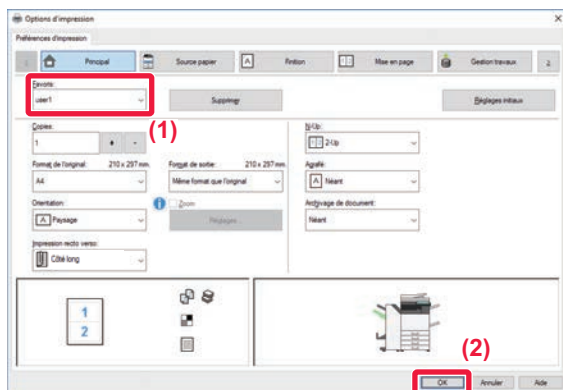 Options d'impression
Préférences d'impression
Principal
Source papier
Finition
Mise en page
Gestion travaux
2
Favoris:
user1
Supprimer
Réglages initiaux
(1)
Copies:
1
+
-
N-Up:
2-Up
Format de l'original:
210 x 297 mm.
Format de sortie:
210 x 297 mm.
Agrafé:
A4
Même format que l'original
Néant
Orientation:
Zoom
Archivage de document:
Paysage
Réglages...
Néant
Impression recto verso:
Côté long
1
2
(2)
OK
Annuler
Aide